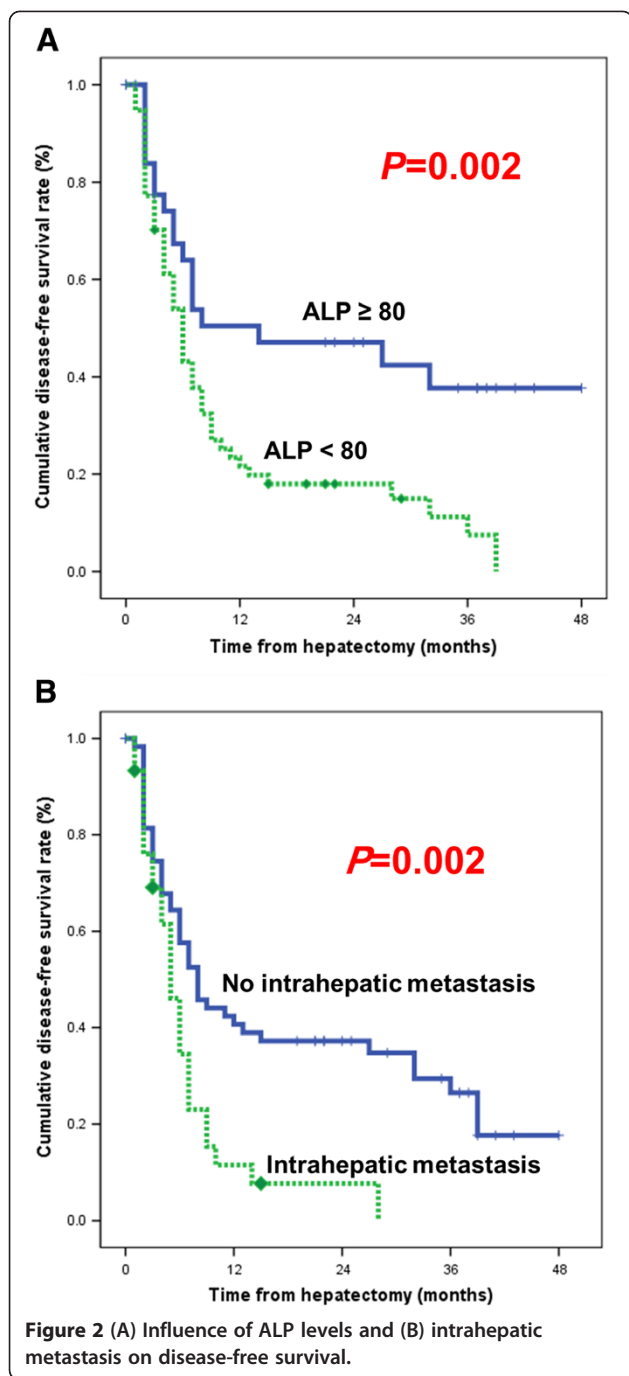 A
Cumulative disease-free survival rate (%)
1.0
0.8
0.6
0.4
0.2
0.0
P=0.002
ALP ≥ 80
ALP < 80
0 12 24 36 48
Time from hepatectomy (months)
B
Cumulative disease-free survival rate (%)
1.0
0.8
0.6
0.4
0.2
0.0
P=0.002
No intrahepatic metastasis
Intrahepatic metastasis
0 12 24 36 48
Time from hepatectomy (months)
Figure 2 (A) Influence of ALP levels and (B) intrahepatic
metastasis on disease-free survival.